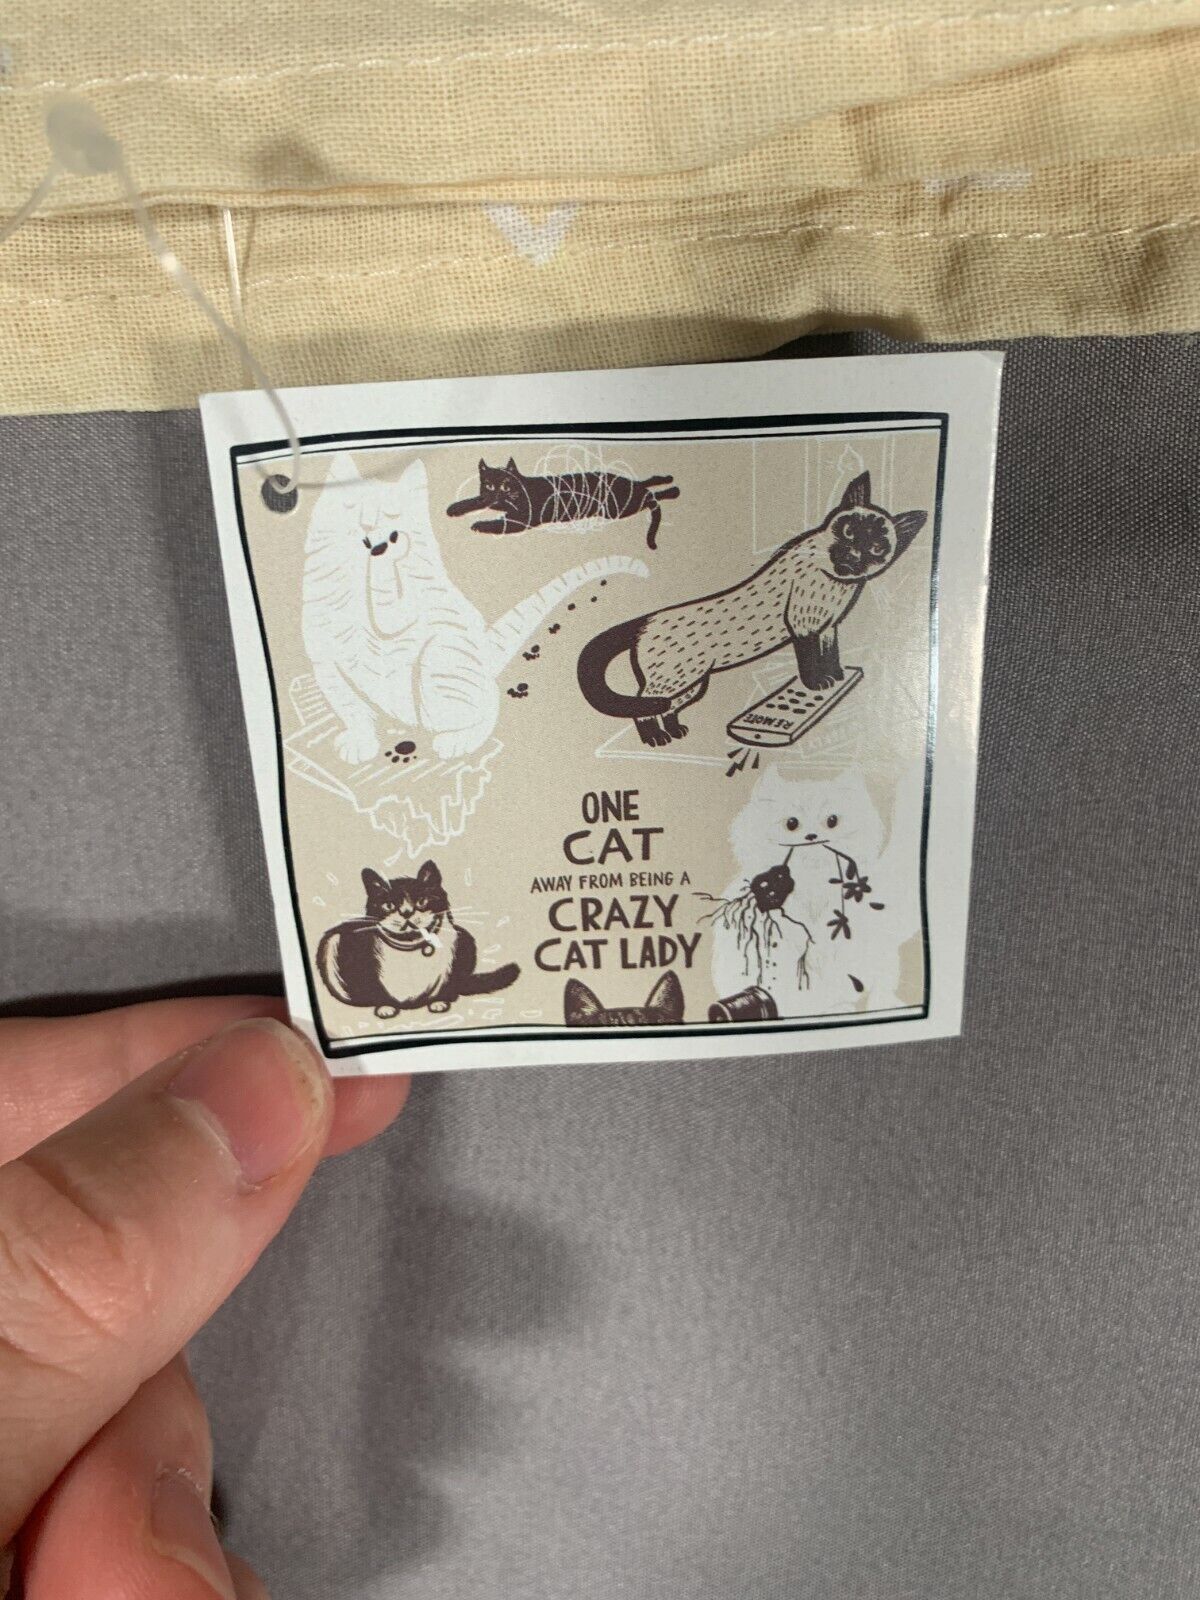 REMOTE
ONE
CAT
AWAY FROM BEING A
CRAZY
CAT LADY